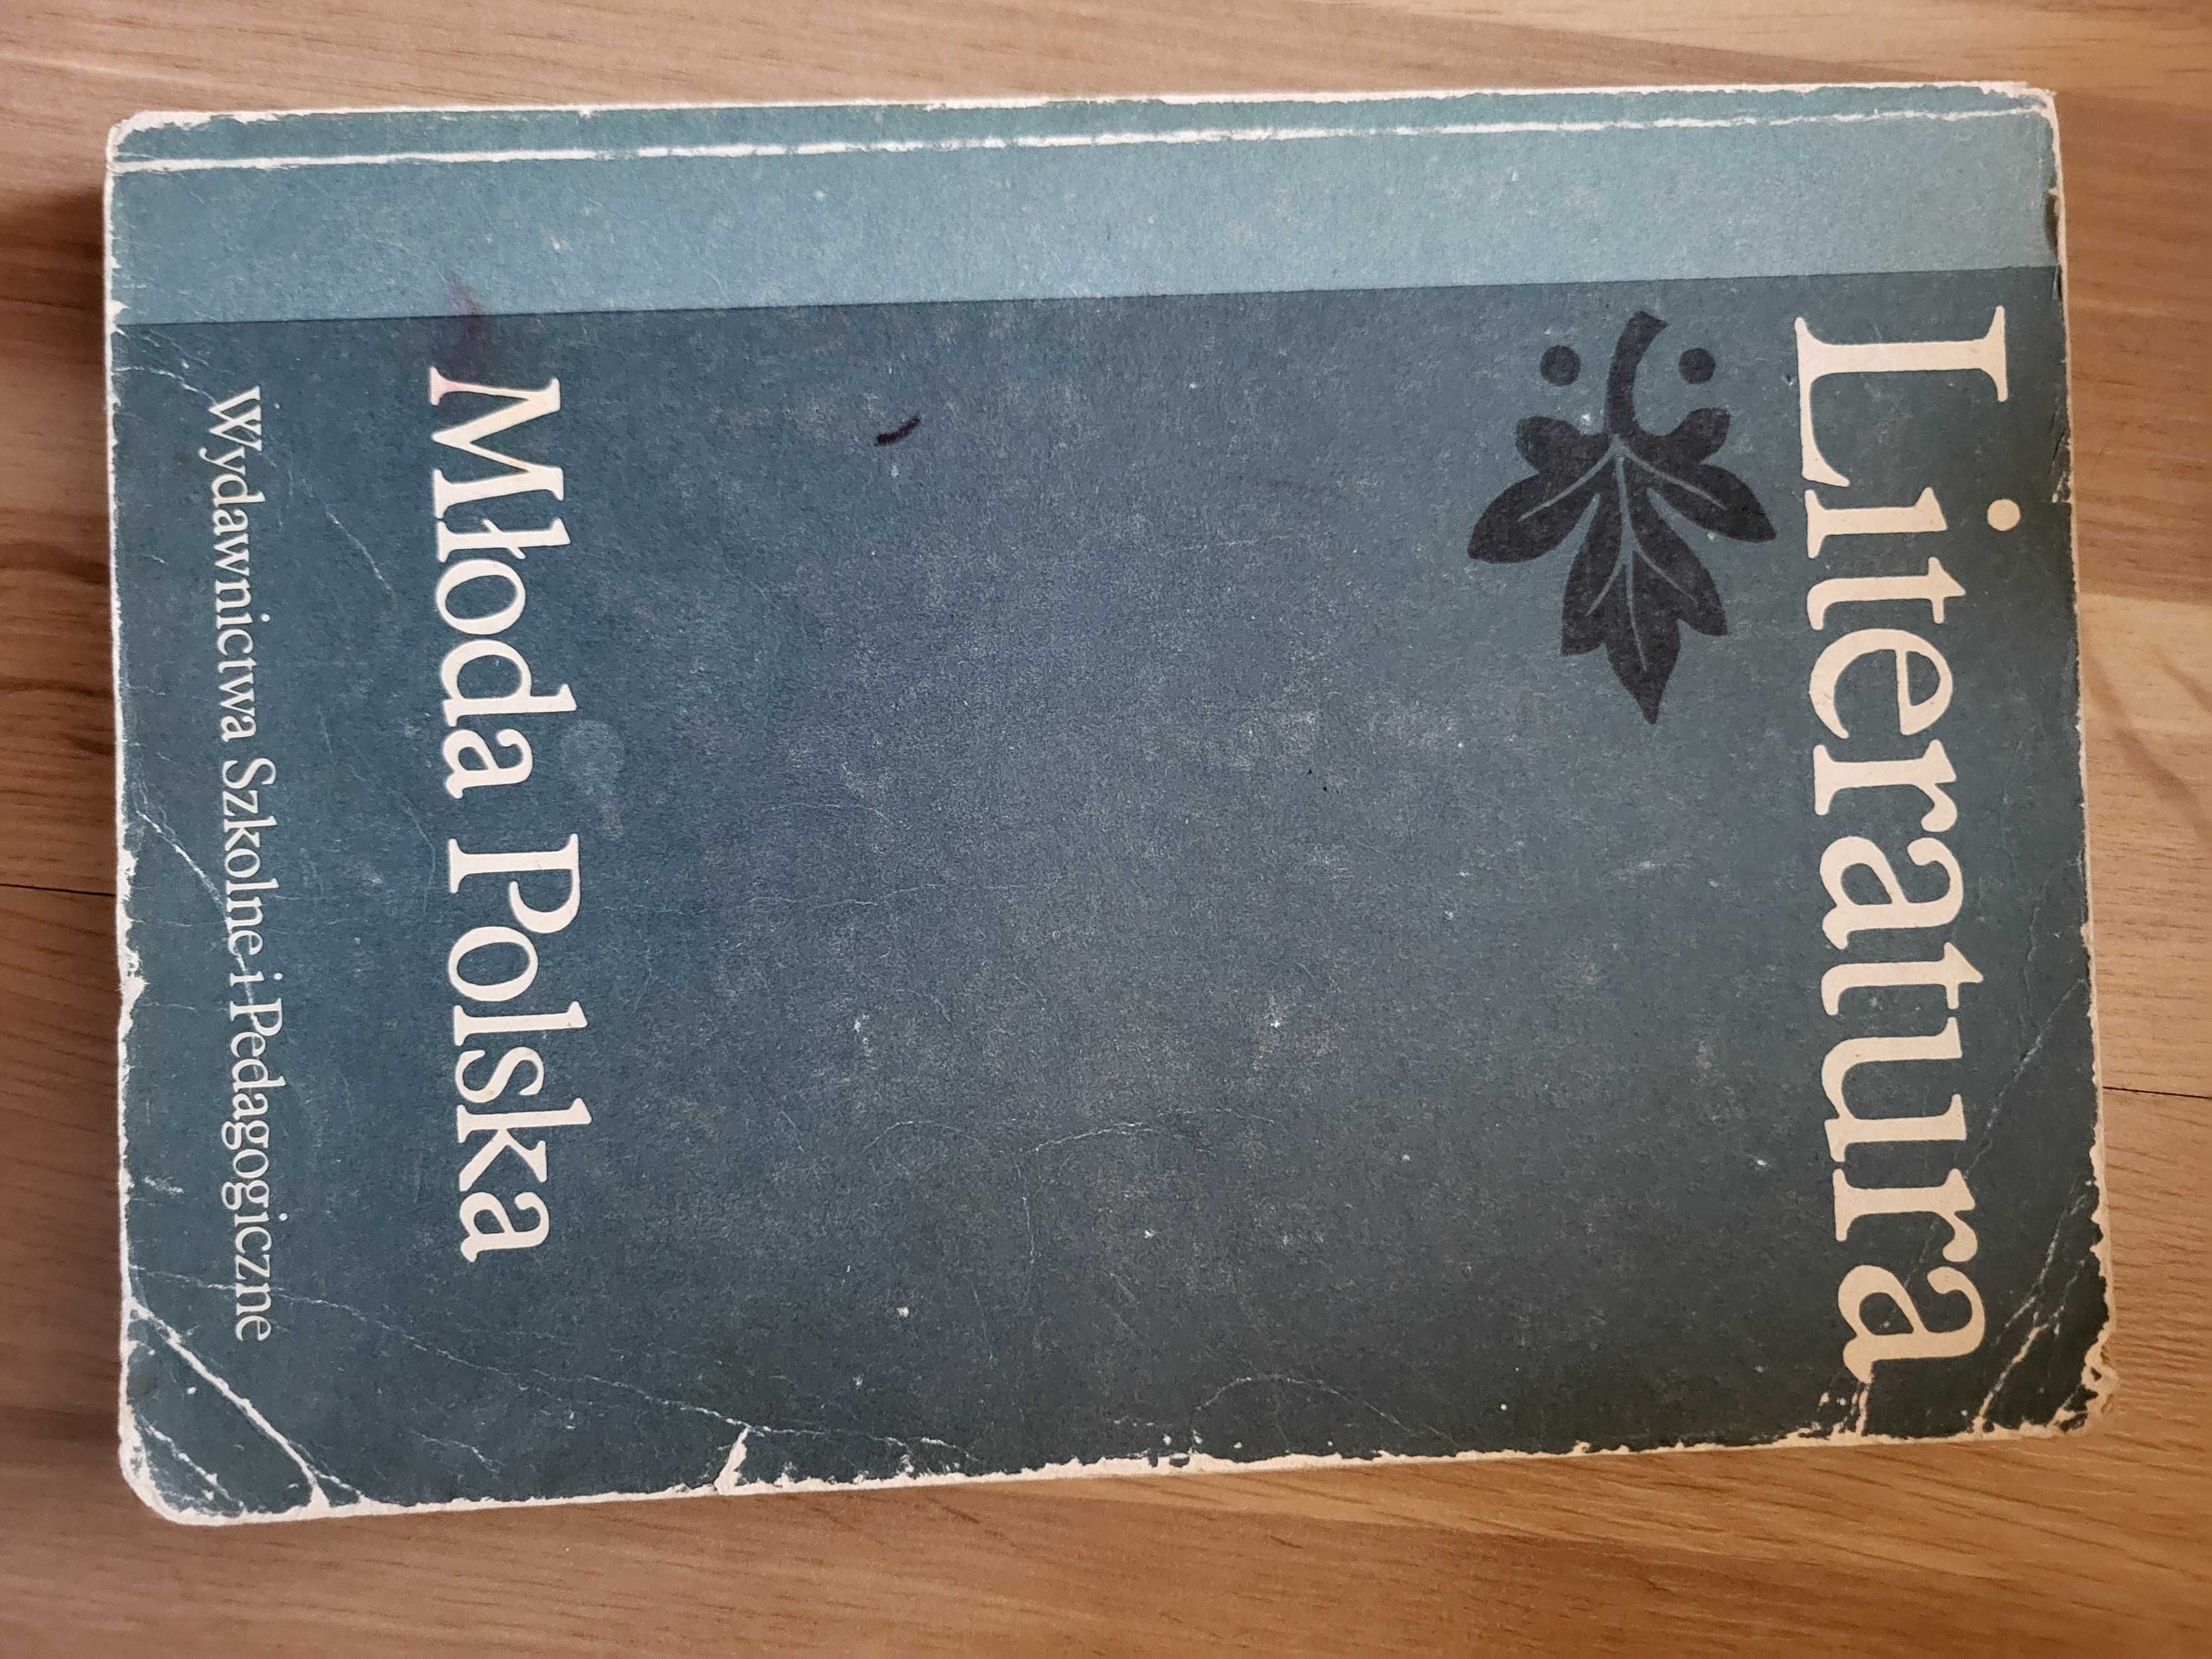 Literatura
Młoda Polska
Wydawnictwa Szkolne i Pedagogiczne